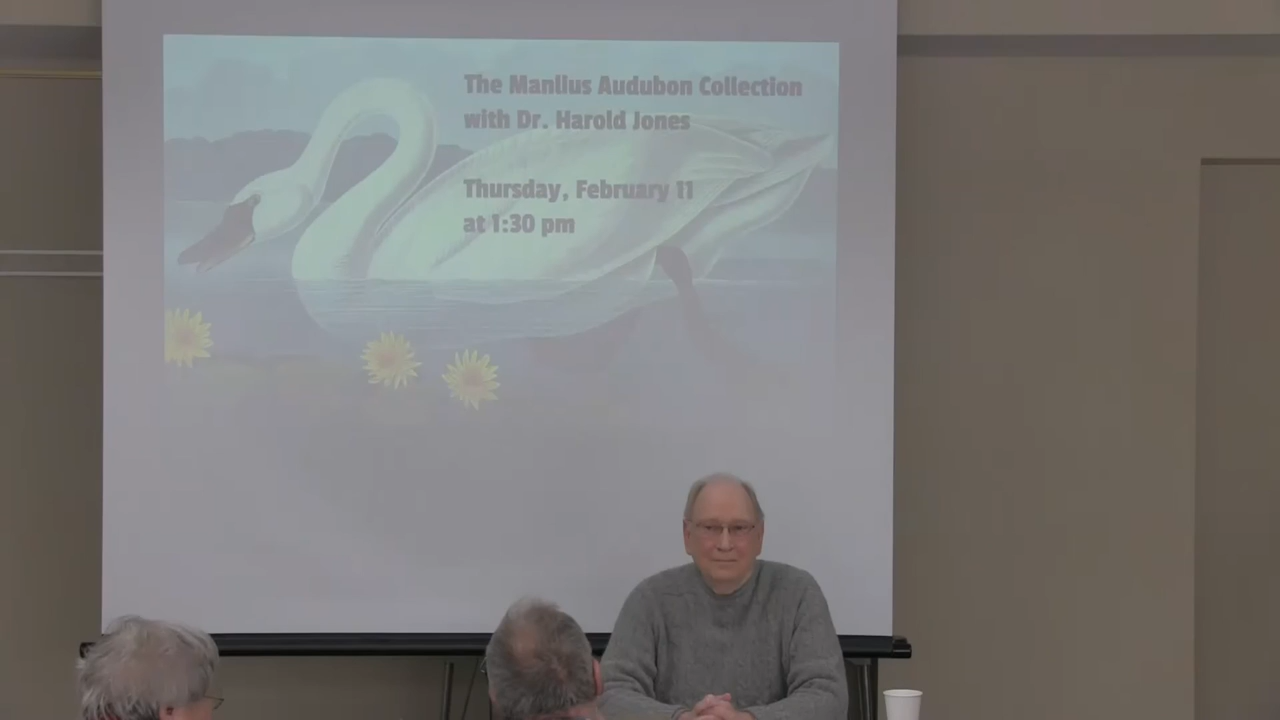 The Manlius Audubon Collection
with Dr. Harold Jones
Thursday, February 11
at 1:30 pm